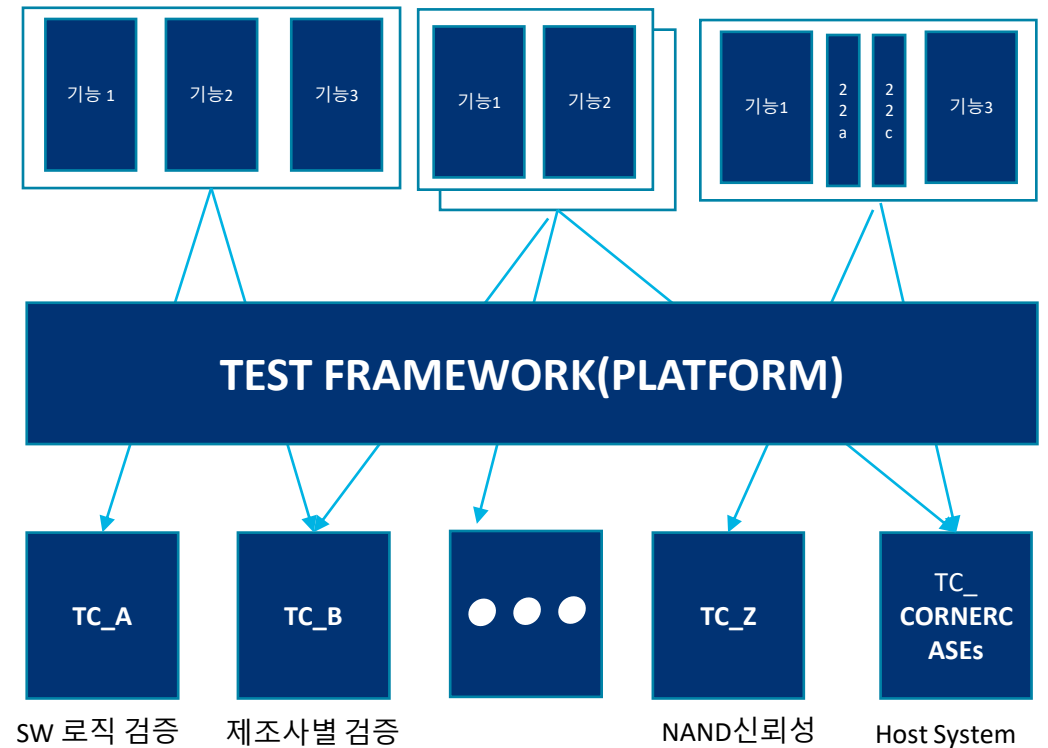 기능 1
기능2
기능3
기능1
기능2
기능1
2
2
a
2
2
c
기능3
TEST FRAMEWORK(PLATFORM)
TC_A
TC_B
TC_Z
TC_
CORNERC
ASEs
SW 로직 검증
제조사별 검증
NAND신뢰성
Host System